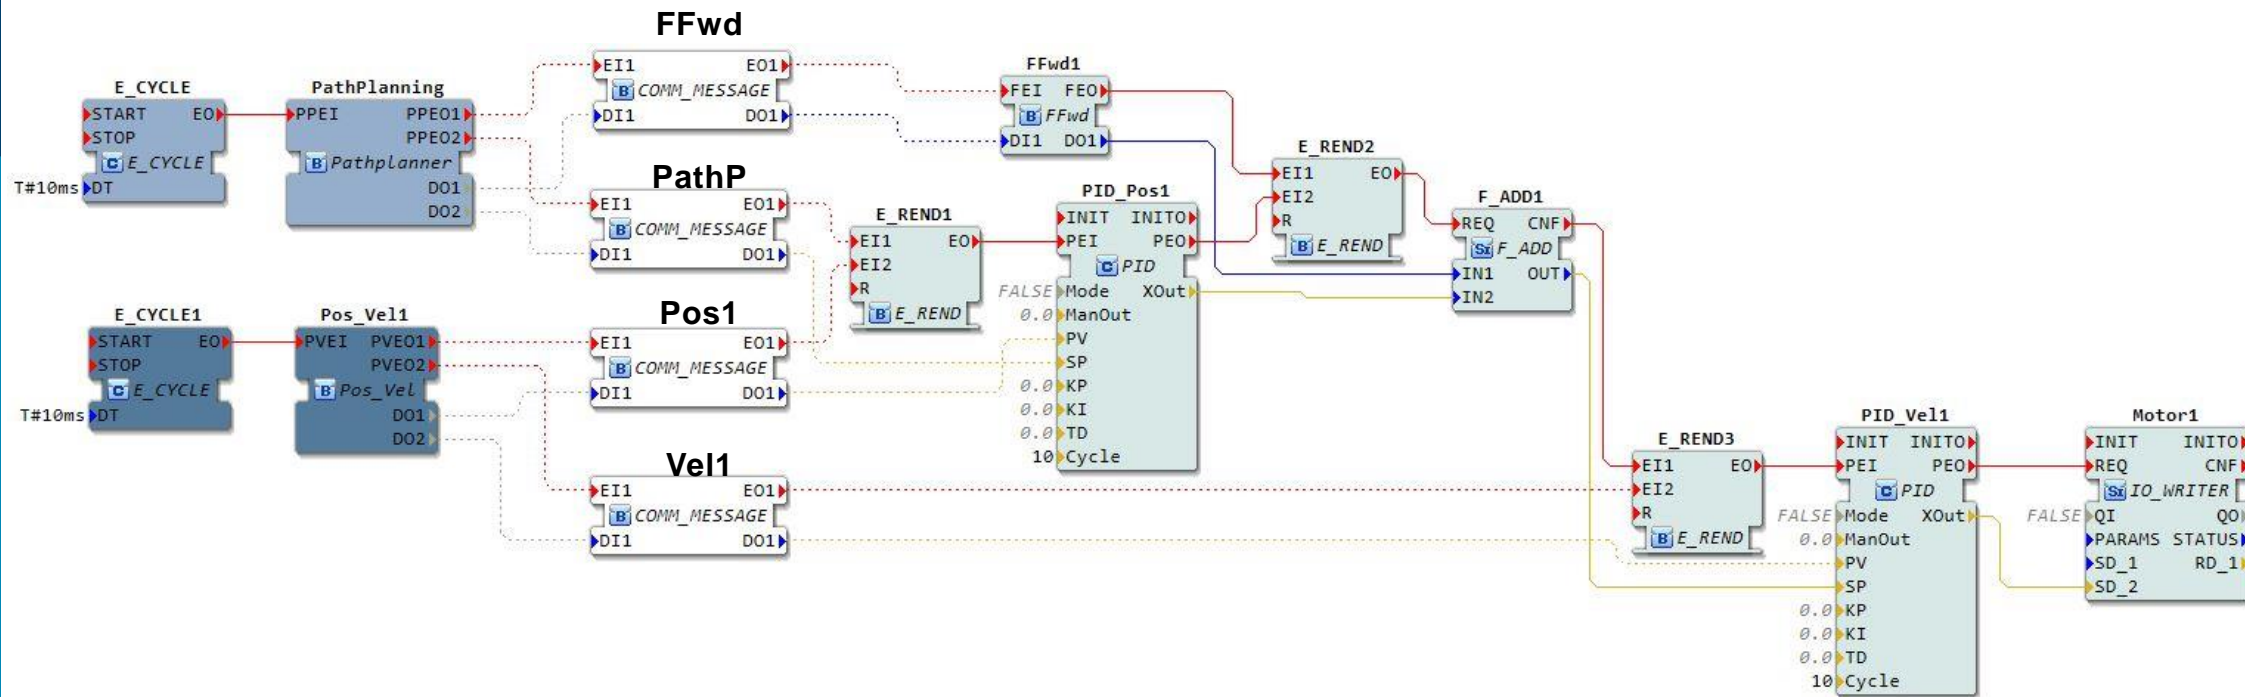 FFwd
EI1 EO1
COMM_MESSAGE
DI1 DO1
E_CYCLE
START EO
STOP
C E_CYCLE
T#10ms DT
PathPlanning
PPEI PPEO1
PPEO2
B Pathplanner
DO1
DO2
FFwd1
FEI FEO
B FFwd
DI1 DO1
PathP
EI1 EO1
B COMM_MESSAGE
DI1 DO1
E_REND1
EI1 EO
EI2
R
B E_REND
PID_Pos1
INIT INITO
PEI PEO
C PID
FALSE Mode XOut
0.0 ManOut
PV
SP
0.0 KP
0.0 KI
0.0 TD
10 Cycle
E_REND2
EI1 EO
EI2
R
B E_REND
F_ADD1
REQ CNF
Si F_ADD
IN1 OUT
IN2
E_CYCLE1
START EO
STOP
C E_CYCLE
T#10ms DT
Pos_Vel1
PVEI PVEO1
PVEO2
B Pos_Vel
DO1
DO2
Pos1
EI1 EO1
B COMM_MESSAGE
DI1 DO1
Vel1
EI1 EO1
B COMM_MESSAGE
DI1 DO1
E_REND3
EI1 EO
EI2
R
B E_REND
PID_Vel1
INIT INITO
PEI PEO
C PID
FALSE Mode XOut
0.0 ManOut
PV
SP
0.0 KP
0.0 KI
0.0 TD
10 Cycle
Motor1
INIT INITO
REQ CNF
Si IO_WRITER
FALSE QI QO
PARAMS STATUS
SD_1 RD_1
SD_2